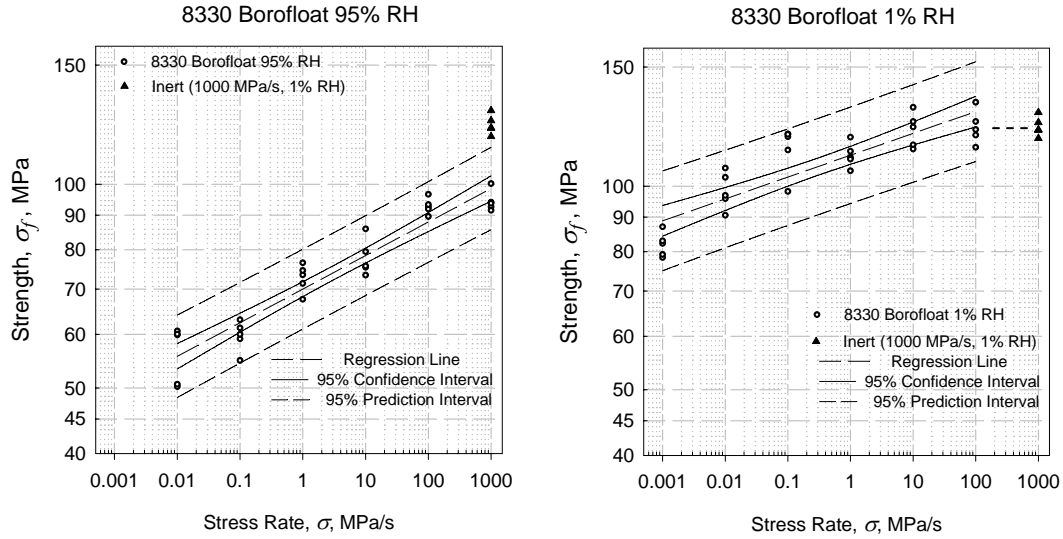 8330 Borofloat 95% RH
150
100
90
80
70
60
50
45
40
Strength, σf, MPa
8330 Borofloat 95% RH
Inert (1000 MPa/s, 1% RH)
Regression Line
95% Confidence Interval
95% Prediction Interval
0.001 0.01 0.1 1 10 100 1000
Stress Rate, σ, MPa/s
8330 Borofloat 1% RH
150
100
90
80
70
60
50
45
40
Strength, σf, MPa
8330 Borofloat 1% RH
Inert (1000 MPa/s, 1% RH)
Regression Line
95% Confidence Interval
95% Prediction Interval
0.001 0.01 0.1 1 10 100 1000
Stress Rate, σ, MPa/s